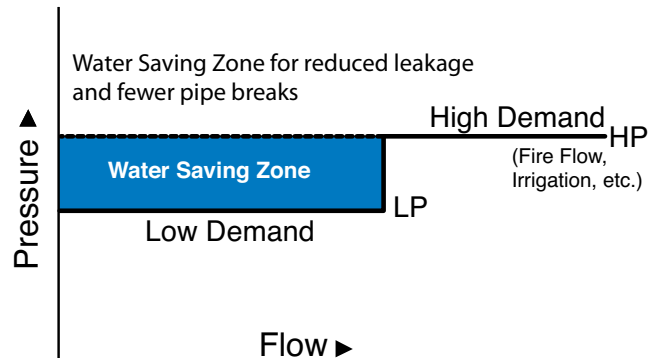 Water Saving Zone for reduced leakage
and fewer pipe breaks
High Demand
HP
(Fire Flow,
Irrigation, etc.)
Water Saving Zone
LP
Low Demand
Pressure ▲
Flow ►